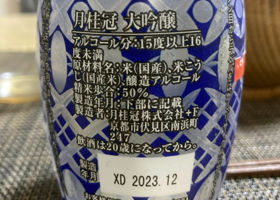 月桂冠 大吟醸
アルコール分：15度以上16
度未満
原材料名：米(国産)、米こう
じ(国産米)、醸造アルコール
精米歩合：50%
製造年月：下部に記載
製造者：月桂冠株式会社+F
京都市伏見区南浜町
247
飲酒は20歳になってから。
製造
年月
XD 2023.12